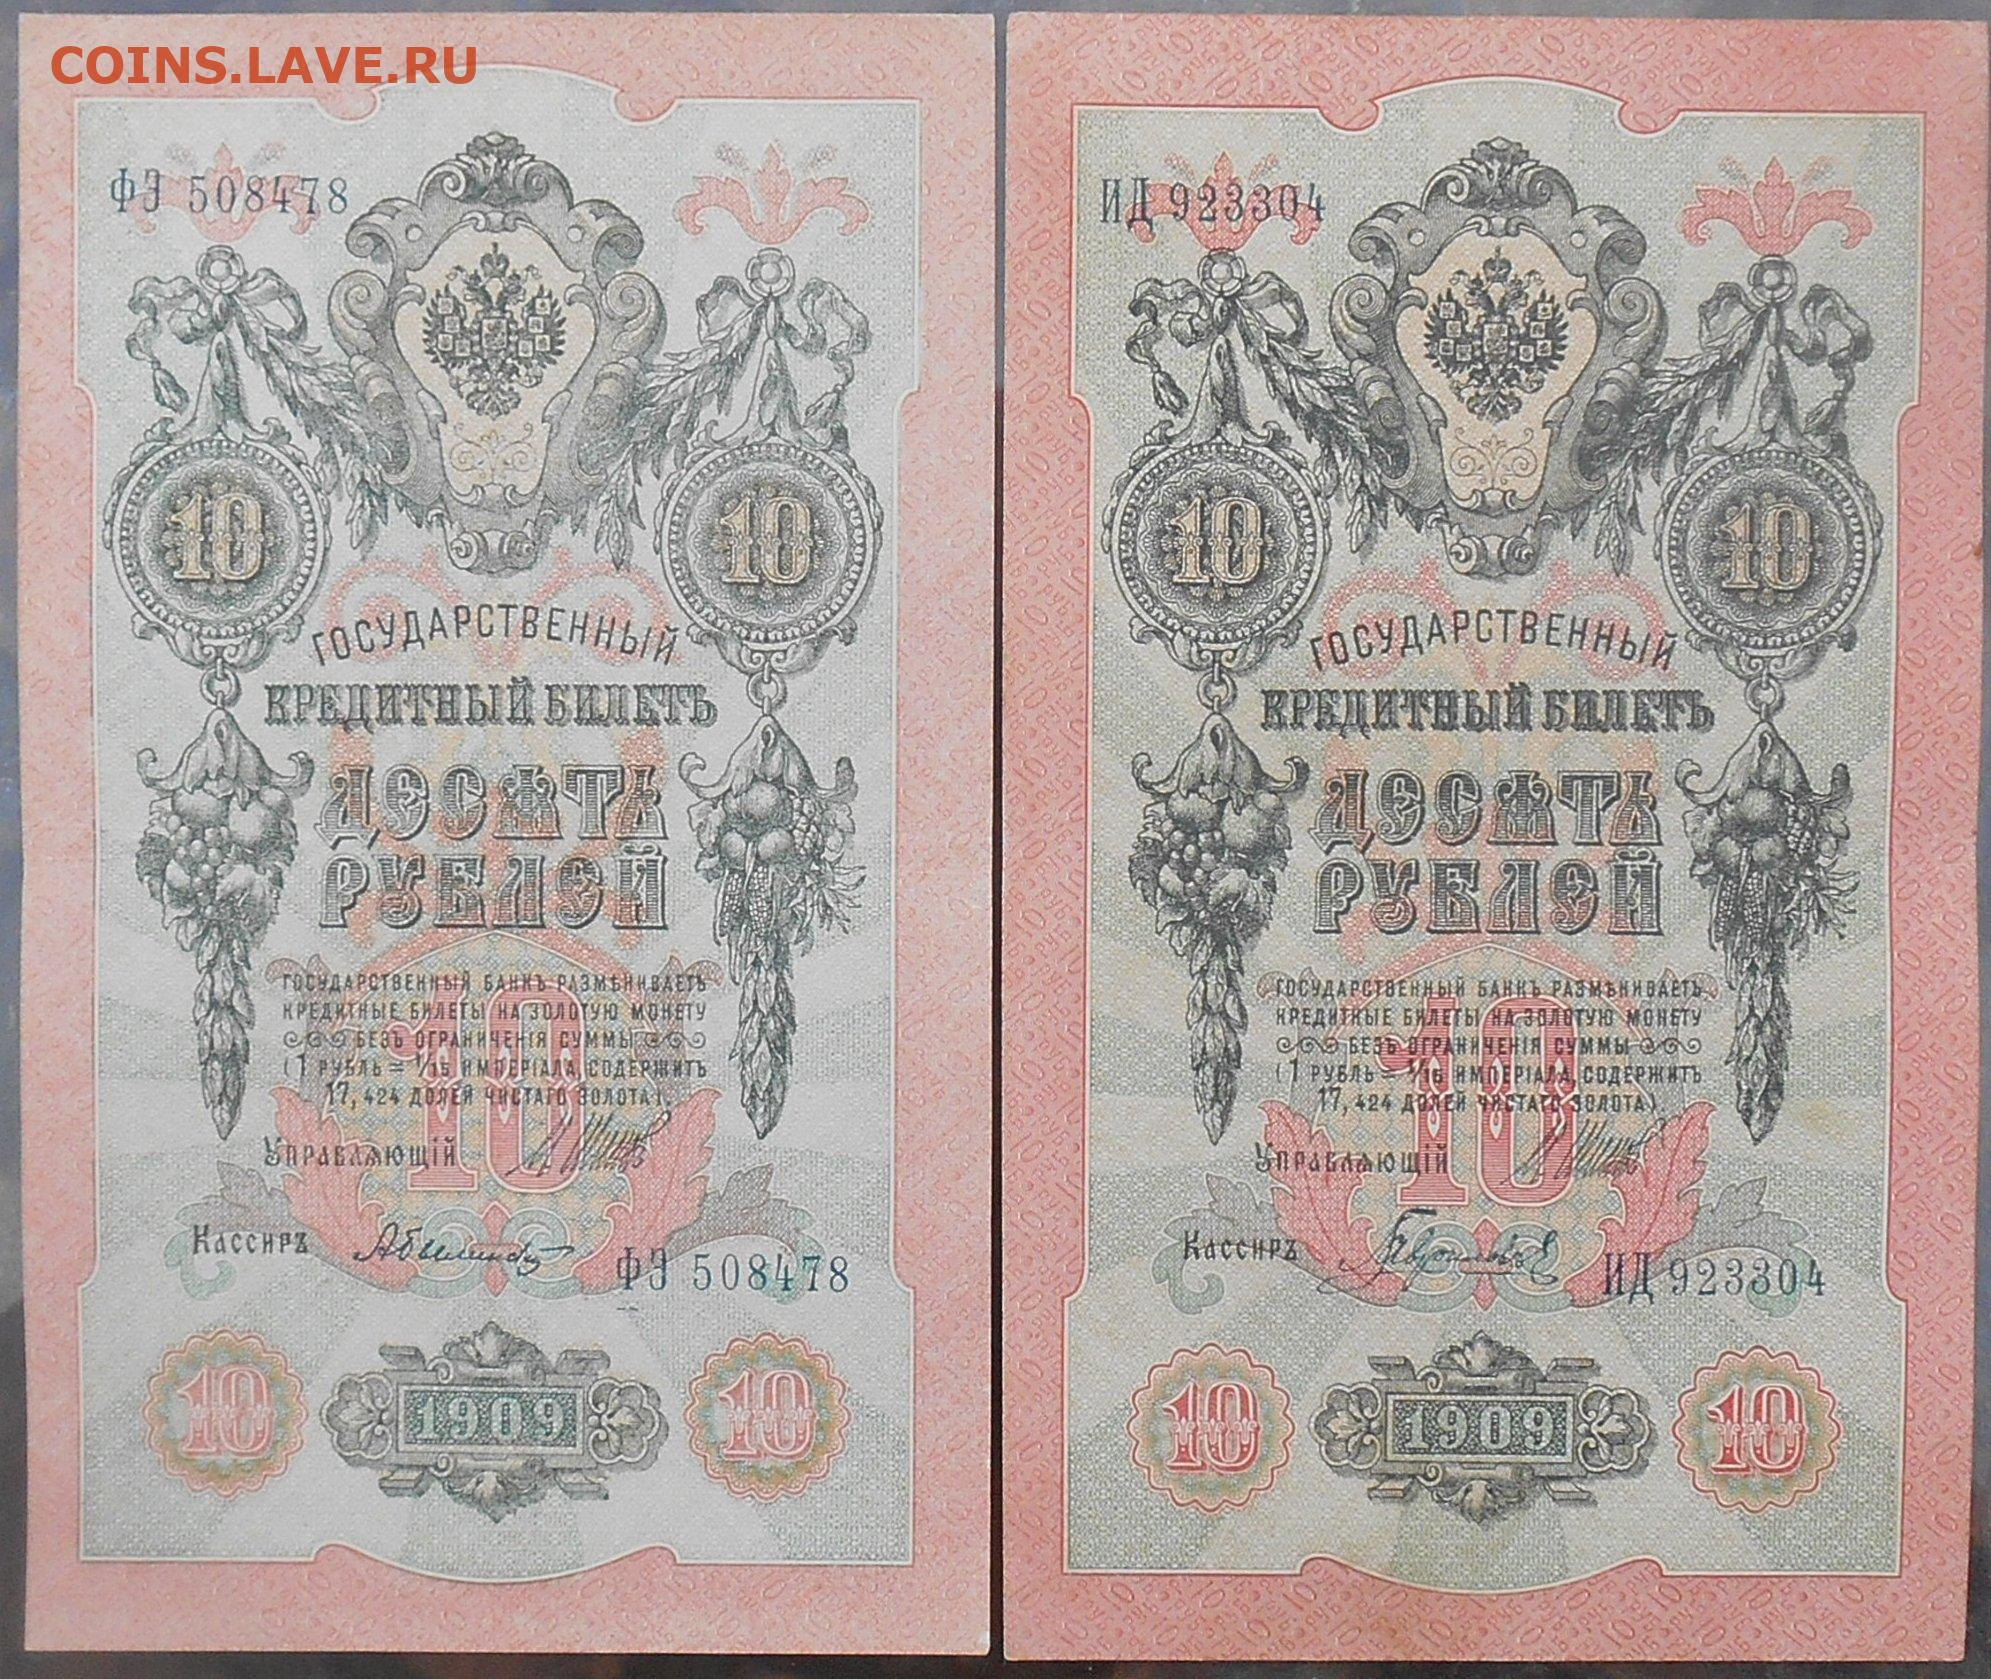 COINS.LAVE.RU
ФЭ 508478
10 10
ГОСУДАРСТВЕННЫЙ
КРЕДИТНЫЙ БИЛЕТЪ
ДЕСѦТЬ
РУБЛЕЙ
ГОСУДАРСТВЕННЫЙ БАНКЪ РАЗМѢНИВАЕТЪ
КРЕДИТНЫЕ БИЛЕТЫ НА ЗОЛОТУЮ МОНЕТУ
БЕЗЪ ОГРАНИЧЕНІЯ СУММЫ
(1 РУБЛЬ = 1/15 ИМПЕРІАЛА, СОДЕРЖИТЪ
17,424 ДОЛЕЙ ЧИСТАГО ЗОЛОТА).
10
УПРАВЛѦЮЩІЙ
КАССИРЪ
ФЭ 508478
10 1909 10
ИД 923304
10 10
ГОСУДАРСТВЕННЫЙ
КРЕДИТНЫЙ БИЛЕТЪ
ДЕСѦТЬ
РУБЛЕЙ
ГОСУДАРСТВЕННЫЙ БАНКЪ РАЗМѢНИВАЕТЪ
КРЕДИТНЫЕ БИЛЕТЫ НА ЗОЛОТУЮ МОНЕТУ
БЕЗЪ ОГРАНИЧЕНІЯ СУММЫ
(1 РУБЛЬ = 1/15 ИМПЕРІАЛА, СОДЕРЖИТЪ
17,424 ДОЛЕЙ ЧИСТАГО ЗОЛОТА).
10
УПРАВЛѦЮЩІЙ
КАССИРЪ
ИД 923304
10 1909 10